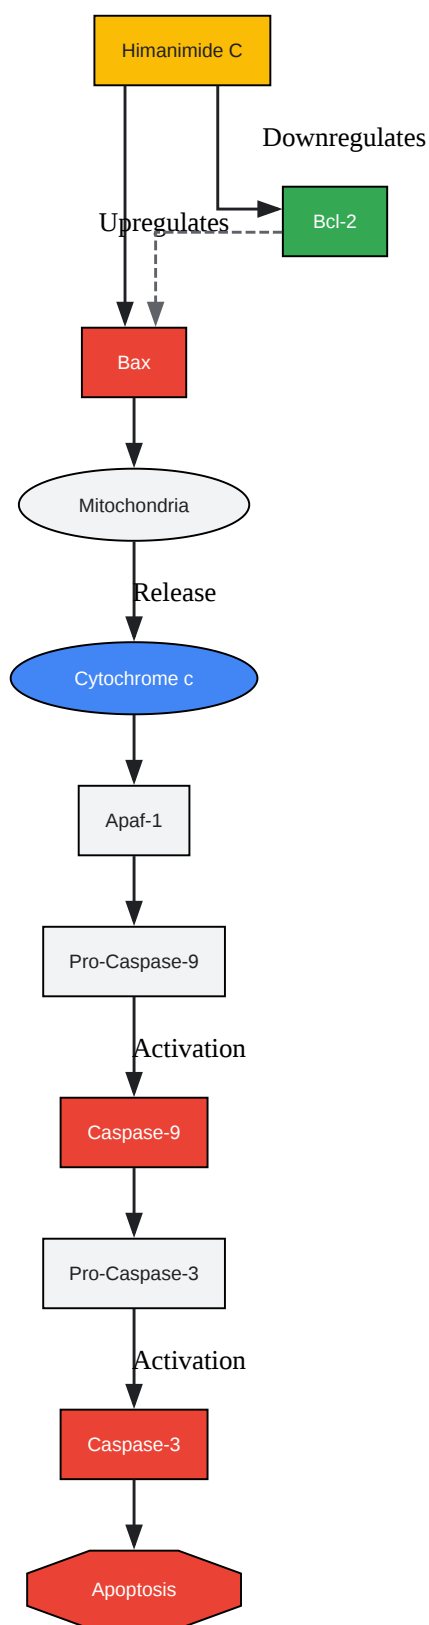 Himanimide C
Downregulates
Upregulates
Bcl-2
Bax
Mitochondria
Release
Cytochrome c
Apaf-1
Pro-Caspase-9
Activation
Caspase-9
Pro-Caspase-3
Activation
Caspase-3
Apoptosis